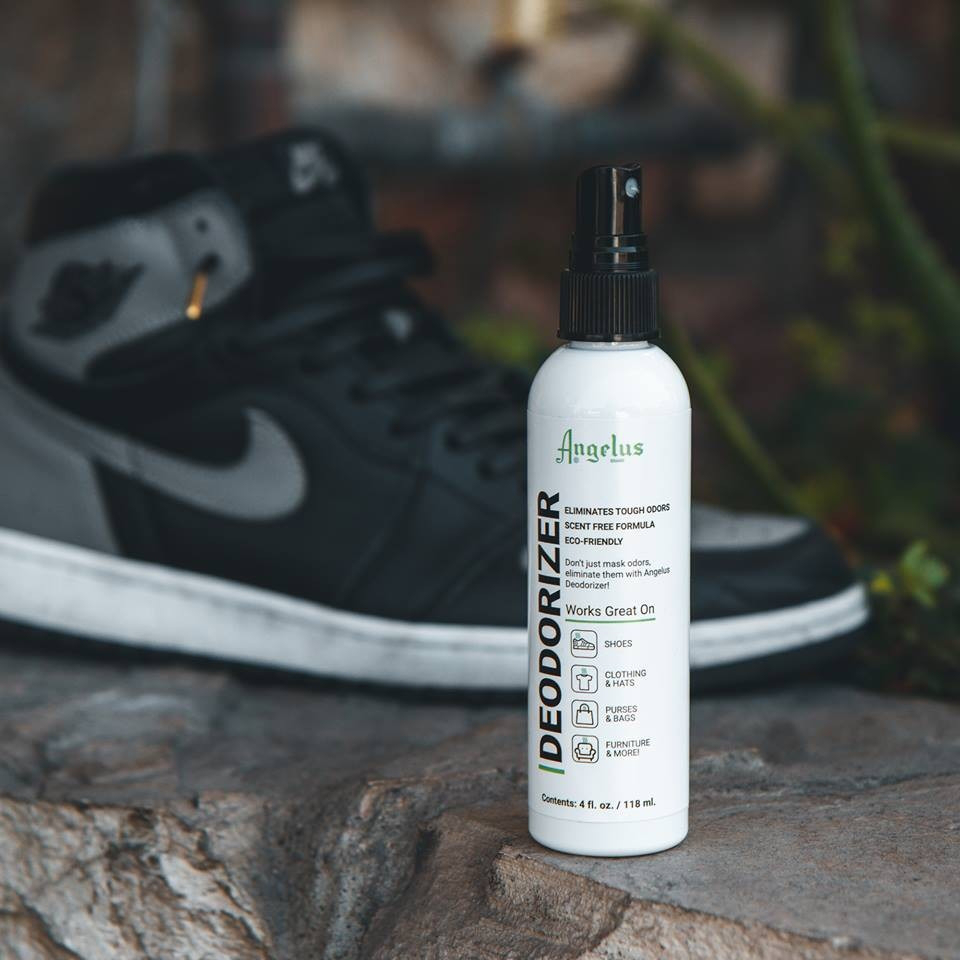 Angelus
BRAND
DEODORIZER
ELIMINATES TOUGH ODORS
SCENT FREE FORMULA
ECO-FRIENDLY
Don't just mask odors,
eliminate them with Angelus
Deodorizer!
Works Great On
SHOES
CLOTHING
& HATS
PURSES
& BAGS
FURNITURE
& MORE!
Contents: 4 fl. oz. / 118 ml.